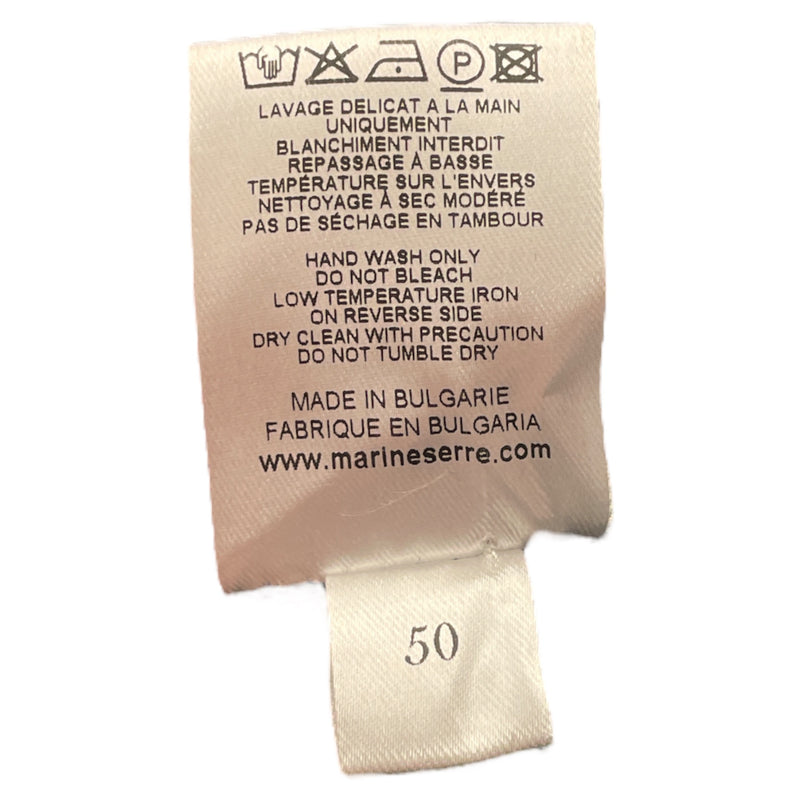 P
LAVAGE DELICAT A LA MAIN
UNIQUEMENT
BLANCHIMENT INTERDIT
REPASSAGE À BASSE
TEMPÉRATURE SUR L'ENVERS
NETTOYAGE À SEC MODÉRÉ
PAS DE SÉCHAGE EN TAMBOUR
HAND WASH ONLY
DO NOT BLEACH
LOW TEMPERATURE IRON
ON REVERSE SIDE
DRY CLEAN WITH PRECAUTION
DO NOT TUMBLE DRY
MADE IN BULGARIE
FABRIQUE EN BULGARIA
www.marineserre.com
50